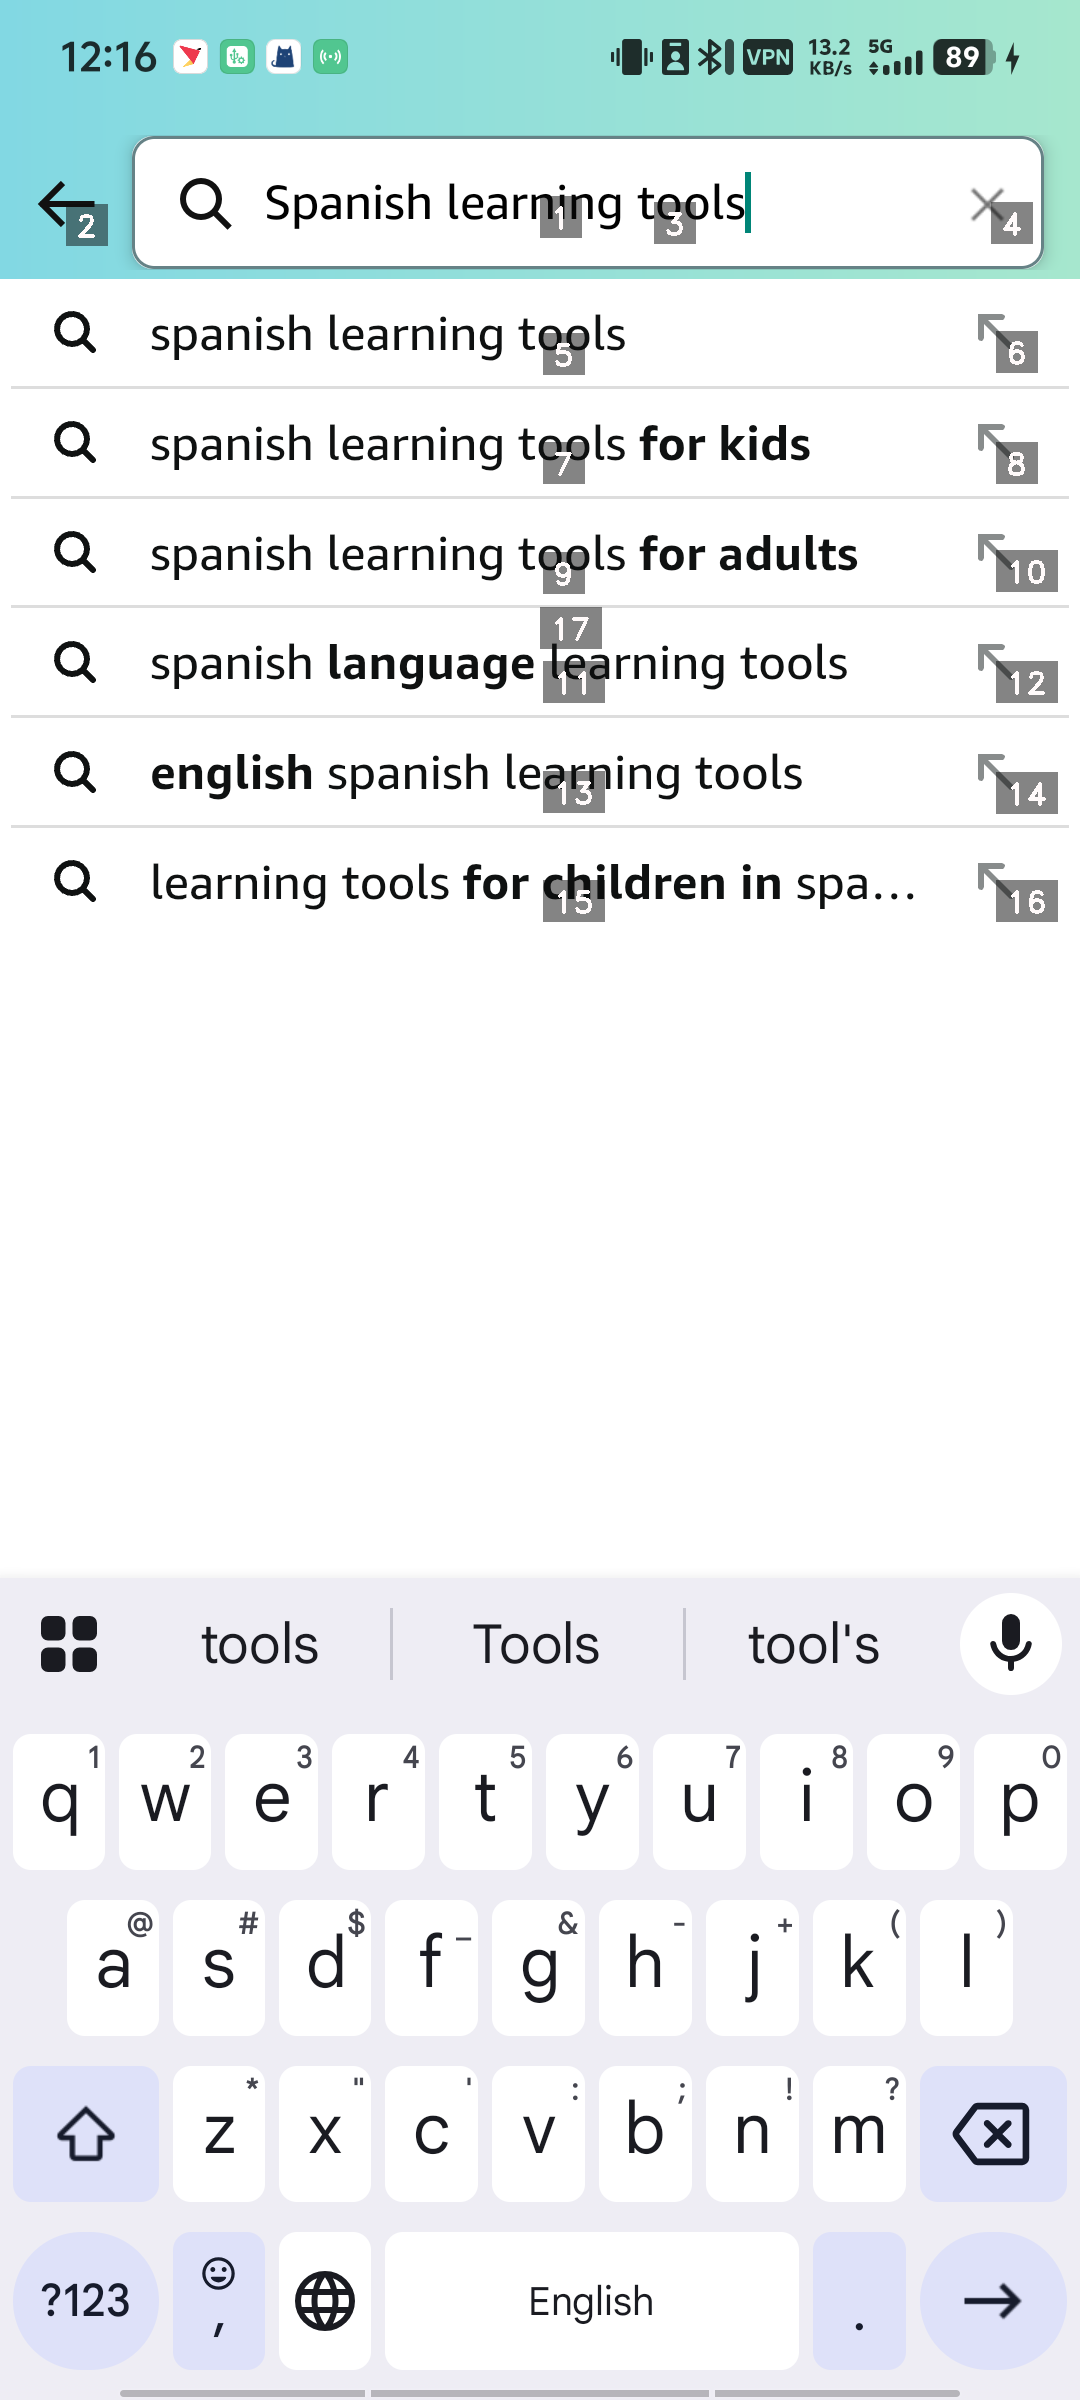 12:16 VPN 13.2 KB/s 5G 89
2 Spanish learning tools 1 3 4
spanish learning tools 5 6
spanish learning tools for kids 7 8
spanish learning tools for adults 9 10
17
spanish language learning tools 11 12
english spanish learning tools 13 14
learning tools for children in spa... 15 16
tools Tools tool's
1 2 3 4 5 6 7 8 9 0
q w e r t y u i o p
@ # $ _ & - + ( )
a s d f g h j k l
* " ' : ; ! ?
z x c v b n m
?123 , English .